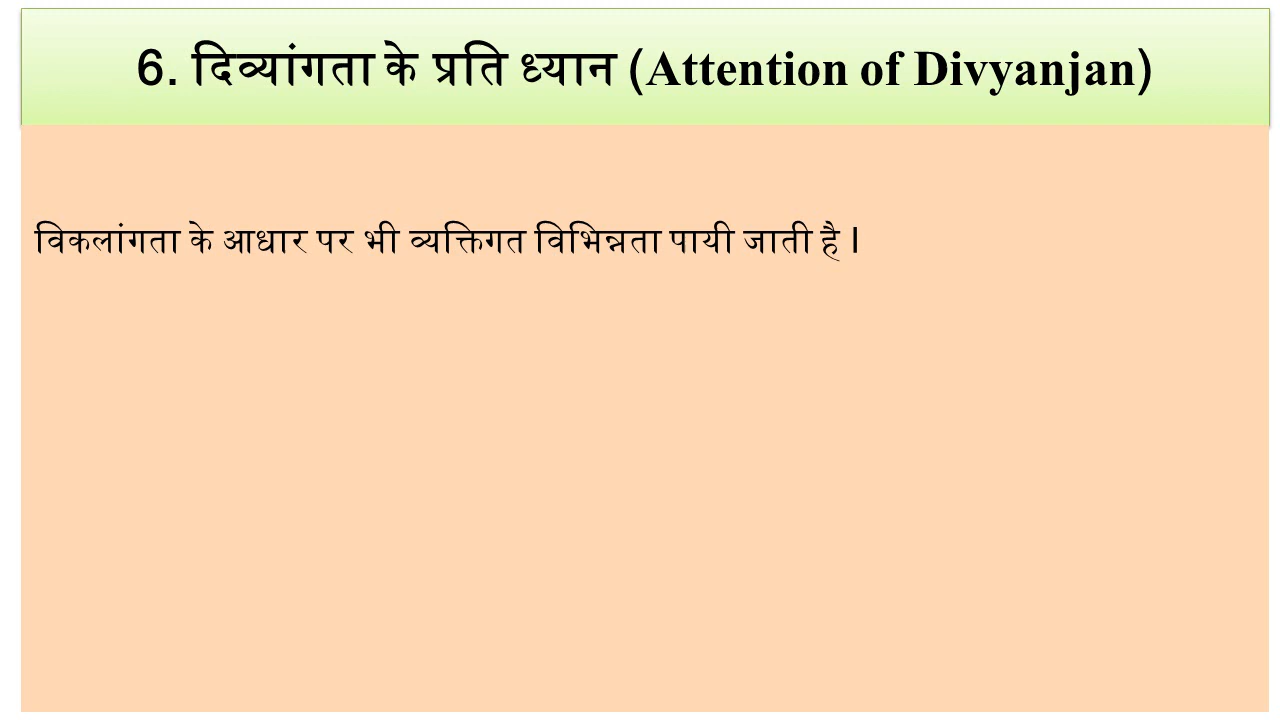 6. दिव्यांगता के प्रति ध्यान (Attention of Divyanjan)
विकलांगता के आधार पर भी व्यक्तिगत विभिन्नता पायी जाती है l